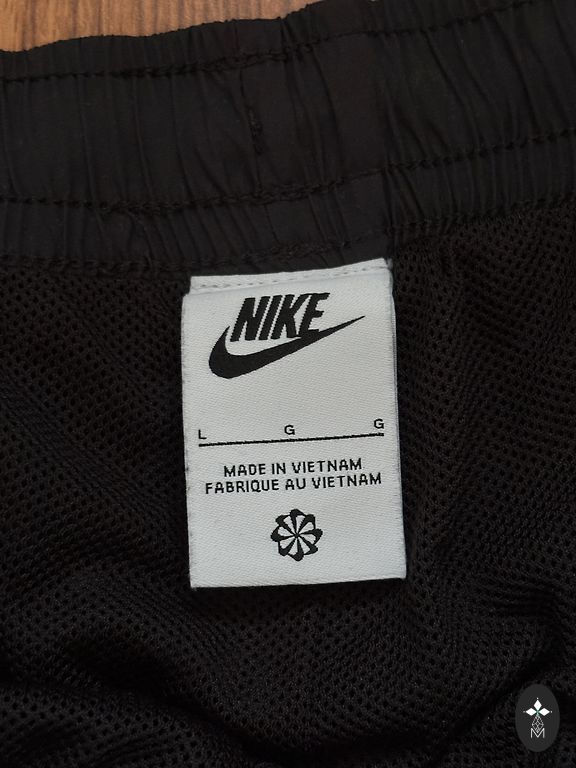 NIKE
L G G
MADE IN VIETNAM
FABRIQUE AU VIETNAM
M